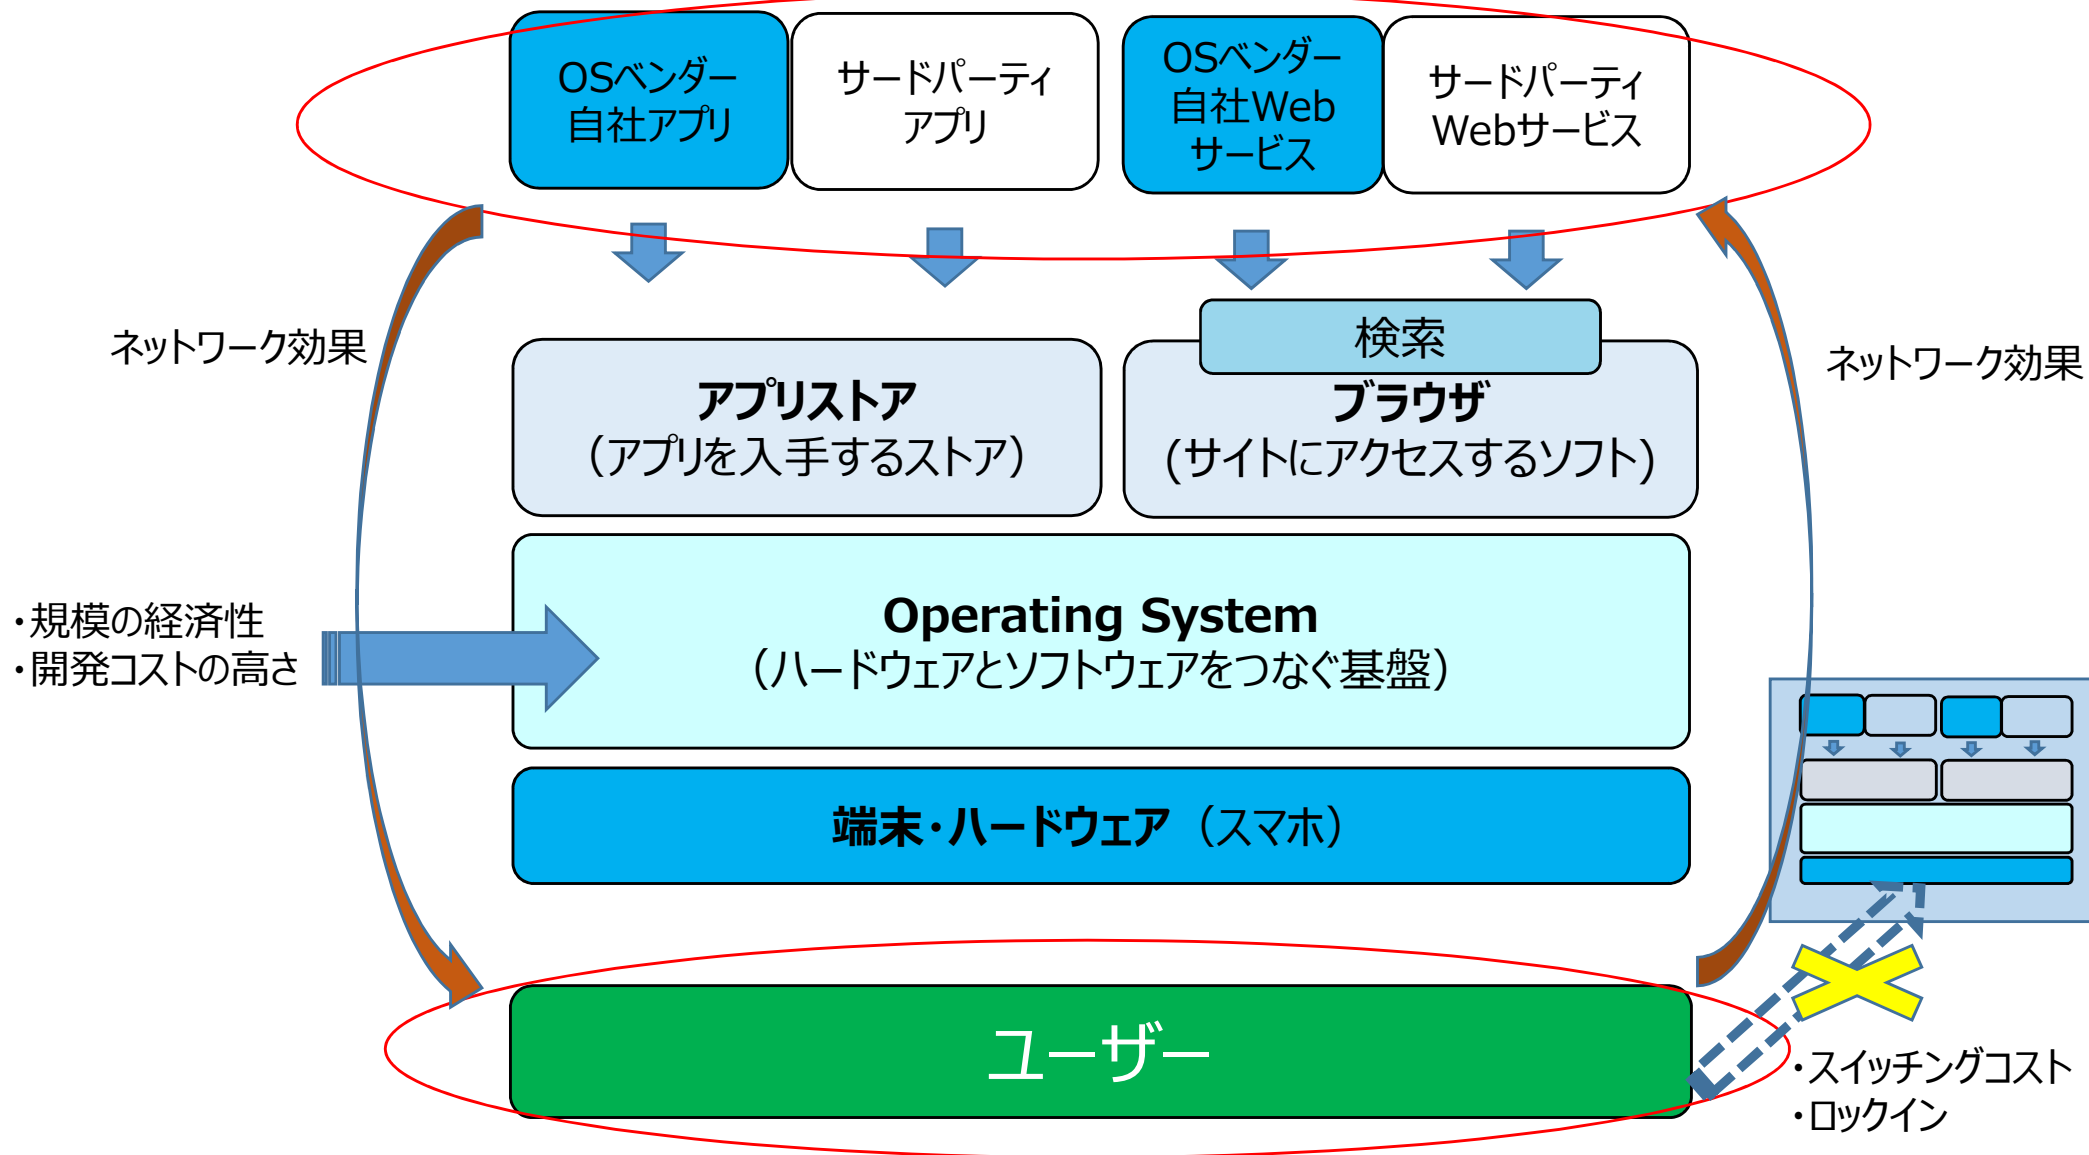 OSベンダー
自社アプリ
サードパーティ
アプリ
OSベンダー
自社Web
サービス
サードパーティ
Webサービス
ネットワーク効果
ネットワーク効果
検索
アプリストア
（アプリを入手するストア）
ブラウザ
(サイトにアクセスするソフト)
・規模の経済性
・開発コストの高さ
Operating System
（ハードウェアとソフトウェアをつなぐ基盤）
端末・ハードウェア（スマホ）
ユーザー
・スイッチングコスト
・ロックイン